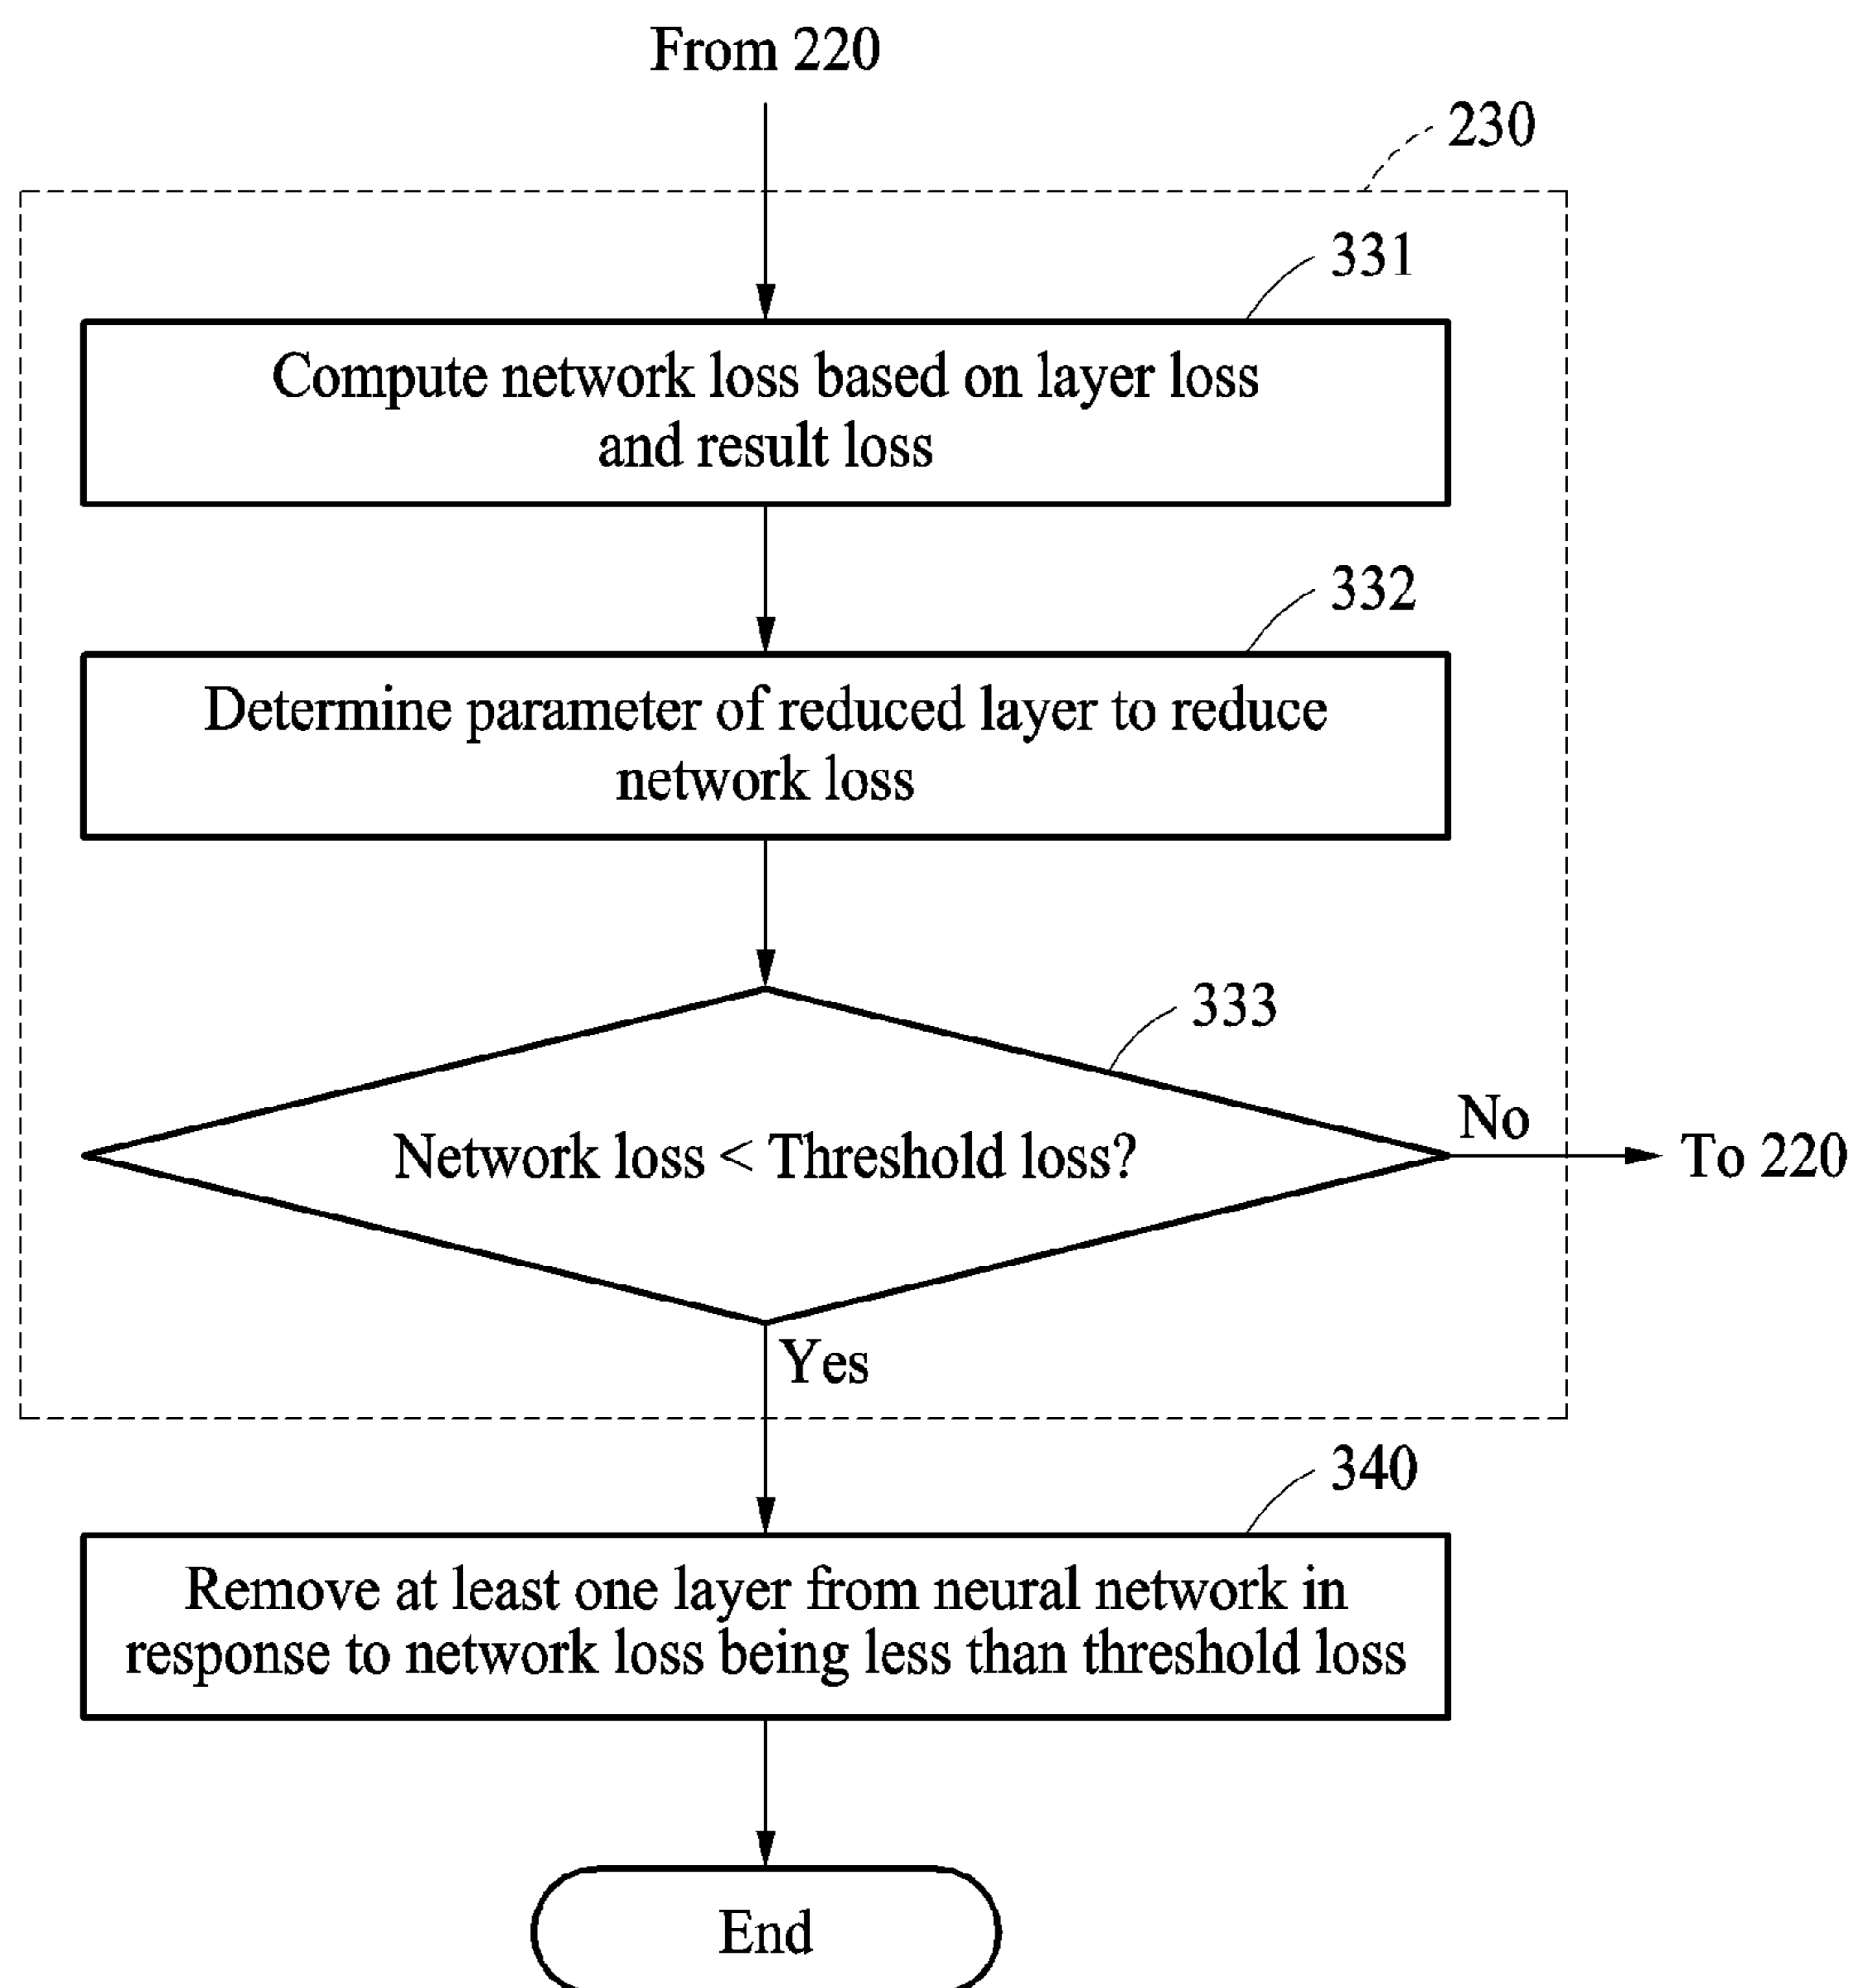 From 220
230
331
Compute network loss based on layer loss
and result loss
332
Determine parameter of reduced layer to reduce
network loss
333
Network loss < Threshold loss?
No
To 220
Yes
340
Remove at least one layer from neural network in
response to network loss being less than threshold loss
End